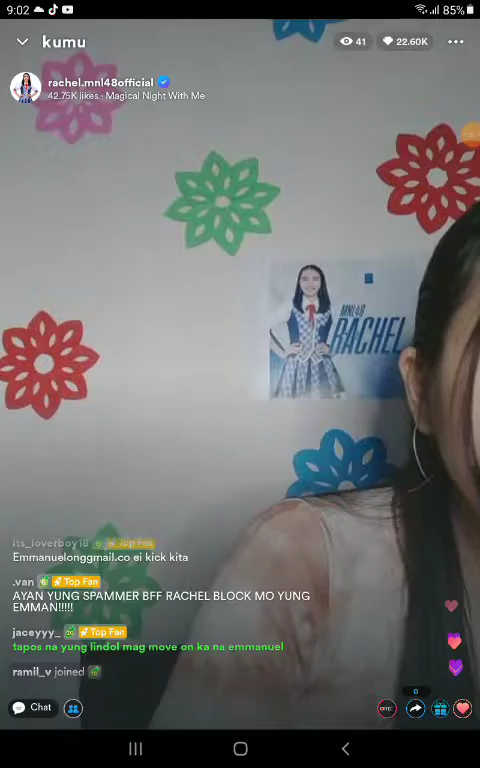 9:02
85%
kumu
41
22.60K
rachel.mnl48official
42.75K likes · Magical Night With Me
MNL48
RACHEL
its_loverboy18 Top Fan
Emmanuelonggmail.co ei kick kita
.van Top Fan
AYAN YUNG SPAMMER BFF RACHEL BLOCK MO YUNG
EMMAN!!!!!
jaceyyy_ Top Fan
tapos na yung lindol mag move on ka na emmanuel
ramil_v joined
0
Chat